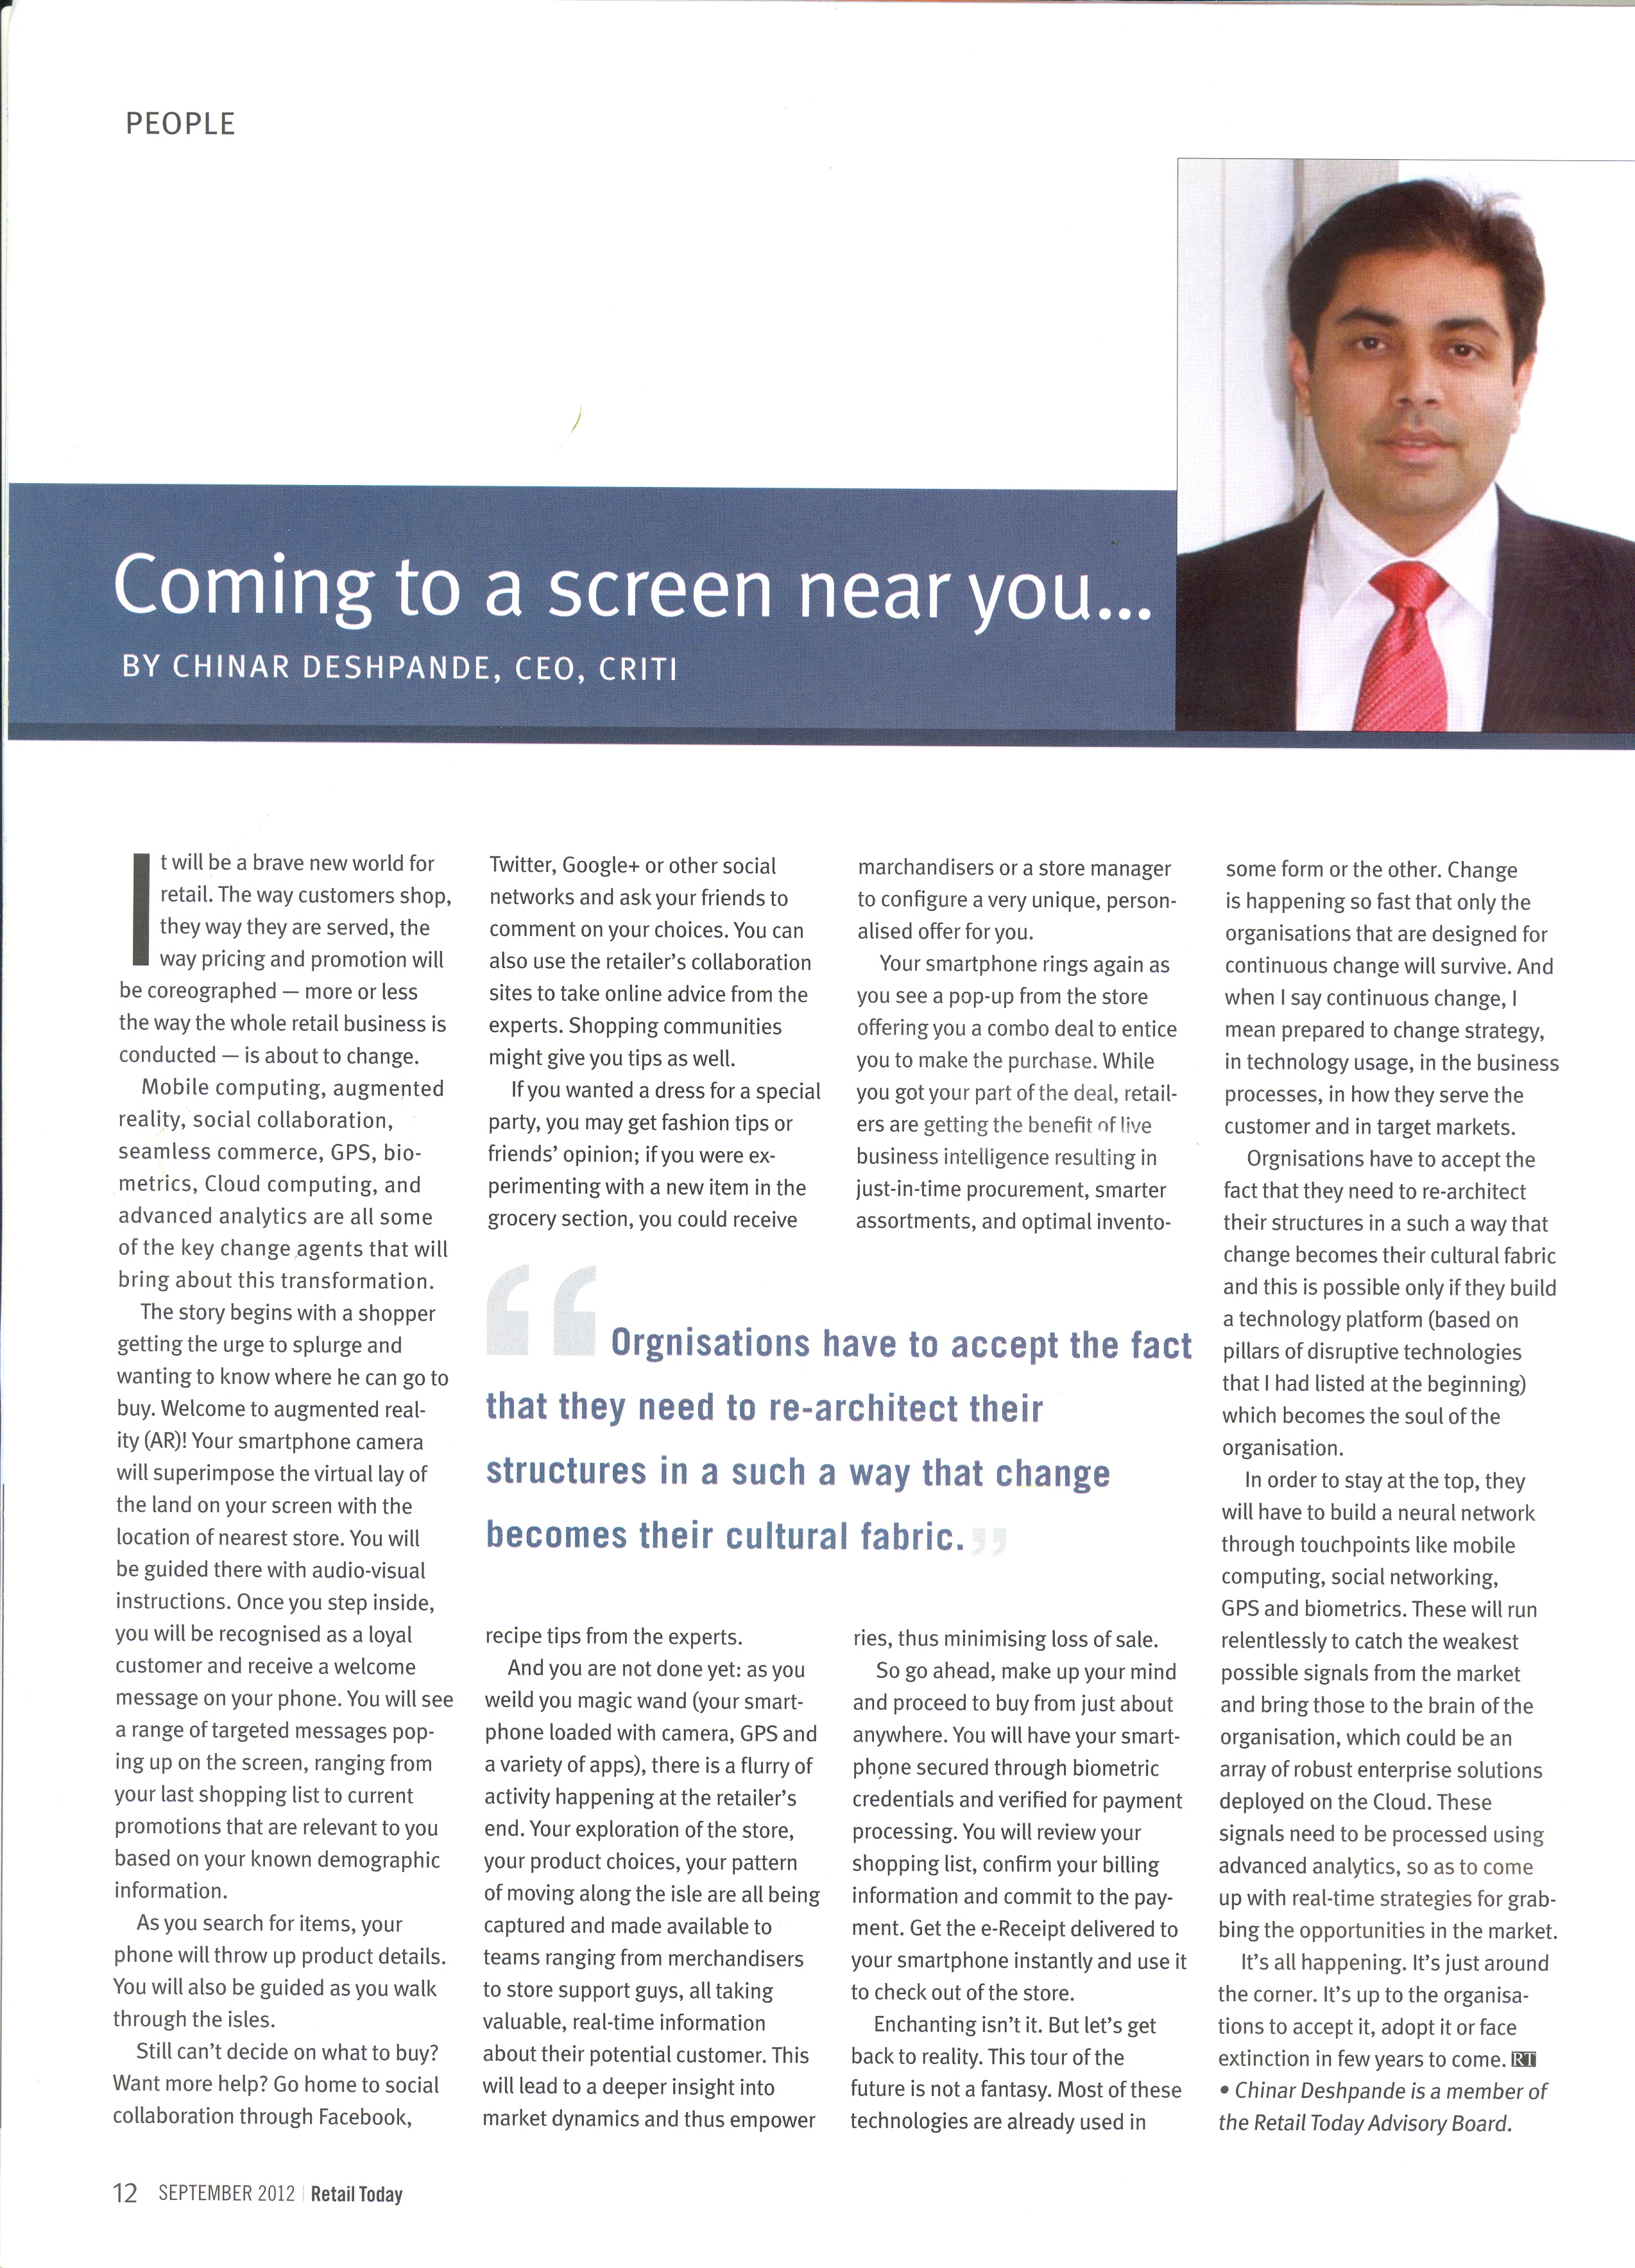 PEOPLE
Coming to a screen near you...
BY CHINAR DESHPANDE, CEO, CRITI
It will be a brave new world for
retail. The way customers shop,
they way they are served, the
way pricing and promotion will
be coreographed — more or less
the way the whole retail business is
conducted — is about to change.
Mobile computing, augmented
reality, social collaboration,
seamless commerce, GPS, bio-
metrics, Cloud computing, and
advanced analytics are all some
of the key change agents that will
bring about this transformation.
The story begins with a shopper
getting the urge to splurge and
wanting to know where he can go to
buy. Welcome to augmented real-
ity (AR)! Your smartphone camera
will superimpose the virtual lay of
the land on your screen with the
location of nearest store. You will
be guided there with audio-visual
instructions. Once you step inside,
you will be recognised as a loyal
customer and receive a welcome
message on your phone. You will see
a range of targeted messages pop-
ing up on the screen, ranging from
your last shopping list to current
promotions that are relevant to you
based on your known demographic
information.
As you search for items, your
phone will throw up product details.
You will also be guided as you walk
through the isles.
Still can't decide on what to buy?
Want more help? Go home to social
collaboration through Facebook,
Twitter, Google+ or other social
networks and ask your friends to
comment on your choices. You can
also use the retailer's collaboration
sites to take online advice from the
experts. Shopping communities
might give you tips as well.
If you wanted a dress for a special
party, you may get fashion tips or
friends' opinion; if you were ex-
perimenting with a new item in the
grocery section, you could receive
“Orgnisations have to accept the fact
that they need to re-architect their
structures in a such a way that change
becomes their cultural fabric.”
recipe tips from the experts.
And you are not done yet: as you
weild you magic wand (your smart-
phone loaded with camera, GPS and
a variety of apps), there is a flurry of
activity happening at the retailer's
end. Your exploration of the store,
your product choices, your pattern
of moving along the isle are all being
captured and made available to
teams ranging from merchandisers
to store support guys, all taking
valuable, real-time information
about their potential customer. This
will lead to a deeper insight into
market dynamics and thus empower
marchandisers or a store manager
to configure a very unique, person-
alised offer for you.
Your smartphone rings again as
you see a pop-up from the store
offering you a combo deal to entice
you to make the purchase. While
you got your part of the deal, retail-
ers are getting the benefit of live
business intelligence resulting in
just-in-time procurement, smarter
assortments, and optimal invento-
ries, thus minimising loss of sale.
So go ahead, make up your mind
and proceed to buy from just about
anywhere. You will have your smart-
phone secured through biometric
credentials and verified for payment
processing. You will review your
shopping list, confirm your billing
information and commit to the pay-
ment. Get the e-Receipt delivered to
your smartphone instantly and use it
to check out of the store.
Enchanting isn't it. But let's get
back to reality. This tour of the
future is not a fantasy. Most of these
technologies are already used in
some form or the other. Change
is happening so fast that only the
organisations that are designed for
continuous change will survive. And
when I say continuous change, I
mean prepared to change strategy,
in technology usage, in the business
processes, in how they serve the
customer and in target markets.
Orgnisations have to accept the
fact that they need to re-architect
their structures in a such a way that
change becomes their cultural fabric
and this is possible only if they build
a technology platform (based on
pillars of disruptive technologies
that I had listed at the beginning)
which becomes the soul of the
organisation.
In order to stay at the top, they
will have to build a neural network
through touchpoints like mobile
computing, social networking,
GPS and biometrics. These will run
relentlessly to catch the weakest
possible signals from the market
and bring those to the brain of the
organisation, which could be an
array of robust enterprise solutions
deployed on the Cloud. These
signals need to be processed using
advanced analytics, so as to come
up with real-time strategies for grab-
bing the opportunities in the market.
It's all happening. It's just around
the corner. It's up to the organisa-
tions to accept it, adopt it or face
extinction in few years to come. RT
• Chinar Deshpande is a member of
the Retail Today Advisory Board.
12 SEPTEMBER 2012 | Retail Today